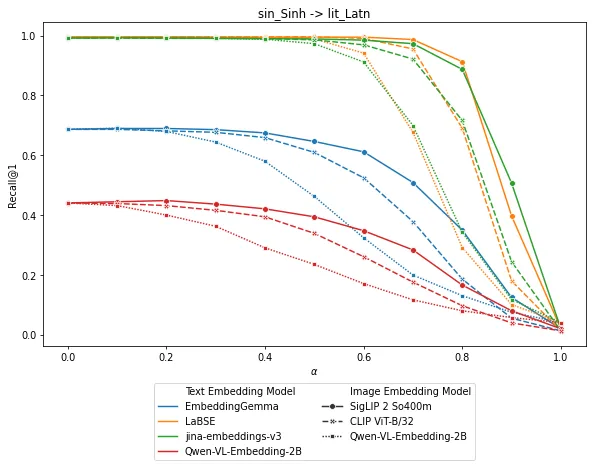 sin_Sinh -> lit_Latn
1.0
0.8
0.6
0.4
0.2
0.0
Recall@1
0.0 0.2 0.4 0.6 0.8 1.0
α
Text Embedding Model Image Embedding Model
EmbeddingGemma SigLIP 2 So400m
LaBSE CLIP ViT-B/32
jina-embeddings-v3 Qwen-VL-Embedding-2B
Qwen-VL-Embedding-2B